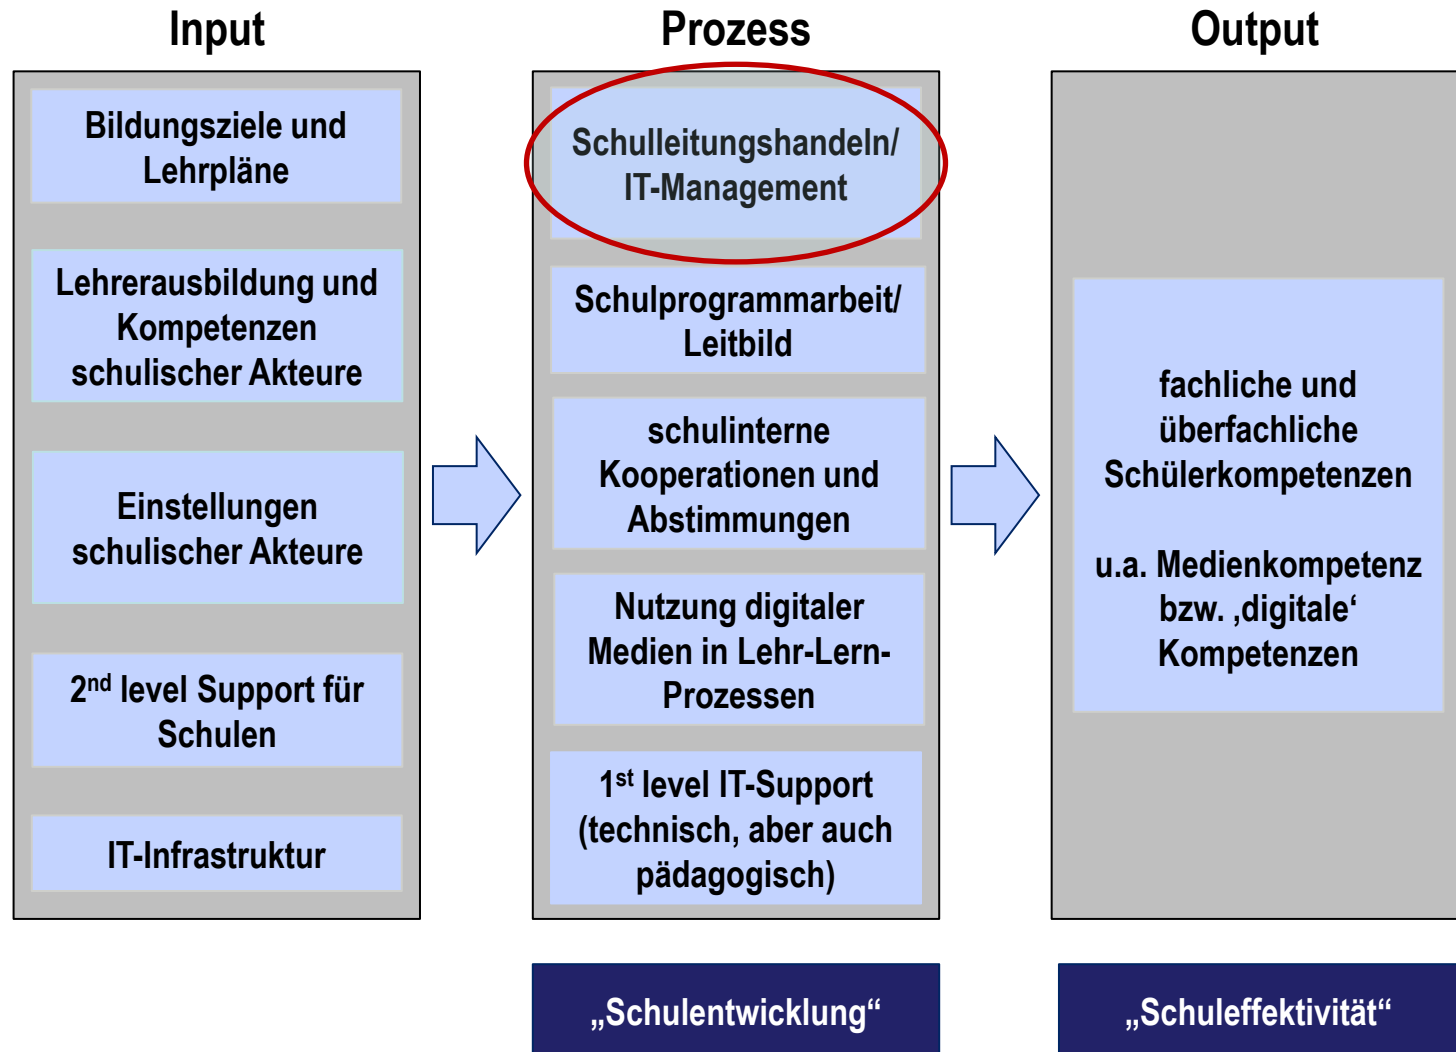 Input
Bildungsziele und
Lehrpläne
Lehrerausbildung und
Kompetenzen
schulischer Akteure
Einstellungen
schulischer Akteure
2nd level Support für
Schulen
IT-Infrastruktur
Prozess
Schulleitungshandeln/
IT-Management
Schulprogrammarbeit/
Leitbild
schulinterne
Kooperationen und
Abstimmungen
Nutzung digitaler
Medien in Lehr-Lern-
Prozessen
1st level IT-Support
(technisch, aber auch
pädagogisch)
„Schulentwicklung“
Output
fachliche und
überfachliche
Schülerkompetenzen
u.a. Medienkompetenz
bzw. ‚digitale‘
Kompetenzen
„Schuleffektivität“